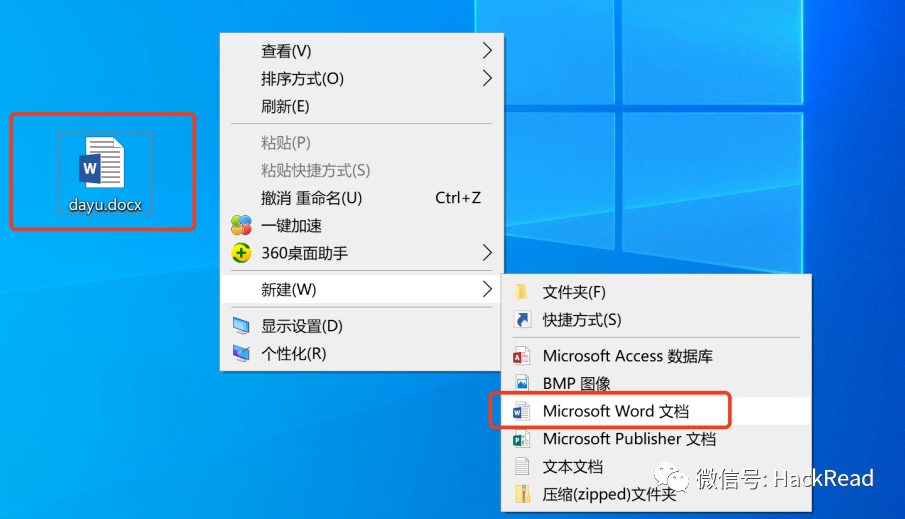 dayu.docx
查看(V)
排序方式(O)
刷新(E)
粘贴(P)
粘贴快捷方式(S)
撤消 重命名(U) Ctrl+Z
一键加速
360桌面助手
新建(W)
显示设置(D)
个性化(R)
文件夹(F)
快捷方式(S)
Microsoft Access 数据库
BMP 图像
Microsoft Word 文档
Microsoft Publisher 文档
文本文档
压缩(zipped)文件夹
微信号: HackRead